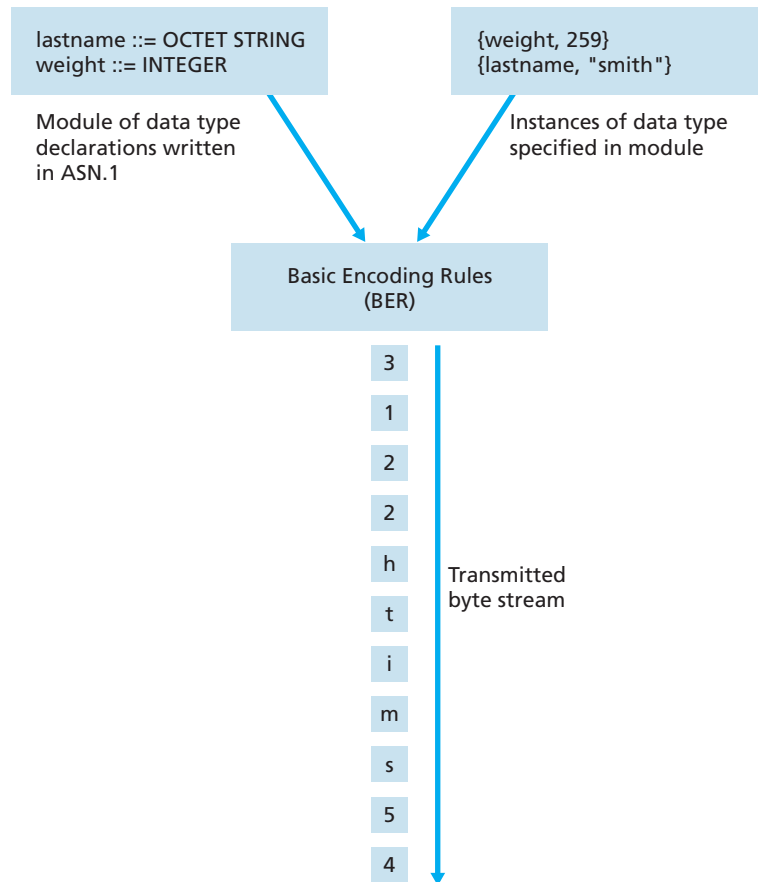 lastname ::= OCTET STRING
weight ::= INTEGER
{weight, 259}
{lastname, "smith"}
Module of data type
declarations written
in ASN.1
Instances of data type
specified in module
Basic Encoding Rules
(BER)
3
1
2
2
h
t
i
m
s
5
4
Transmitted
byte stream